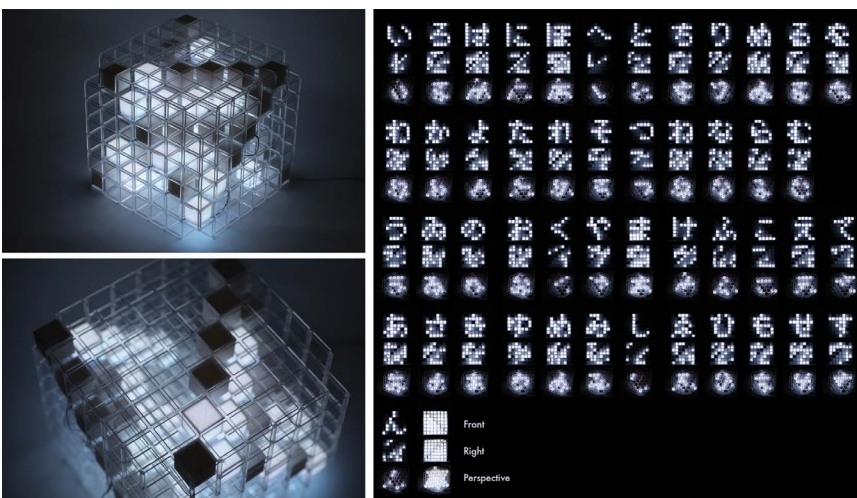 い ろ は に ほ へ と ち り ぬ る を
わ か よ た れ そ つ ね な ら む
う ゐ の お く や ま け ふ こ え て
あ さ き ゆ め み し ゑ ひ も せ す
ん
Front
Right
Perspective